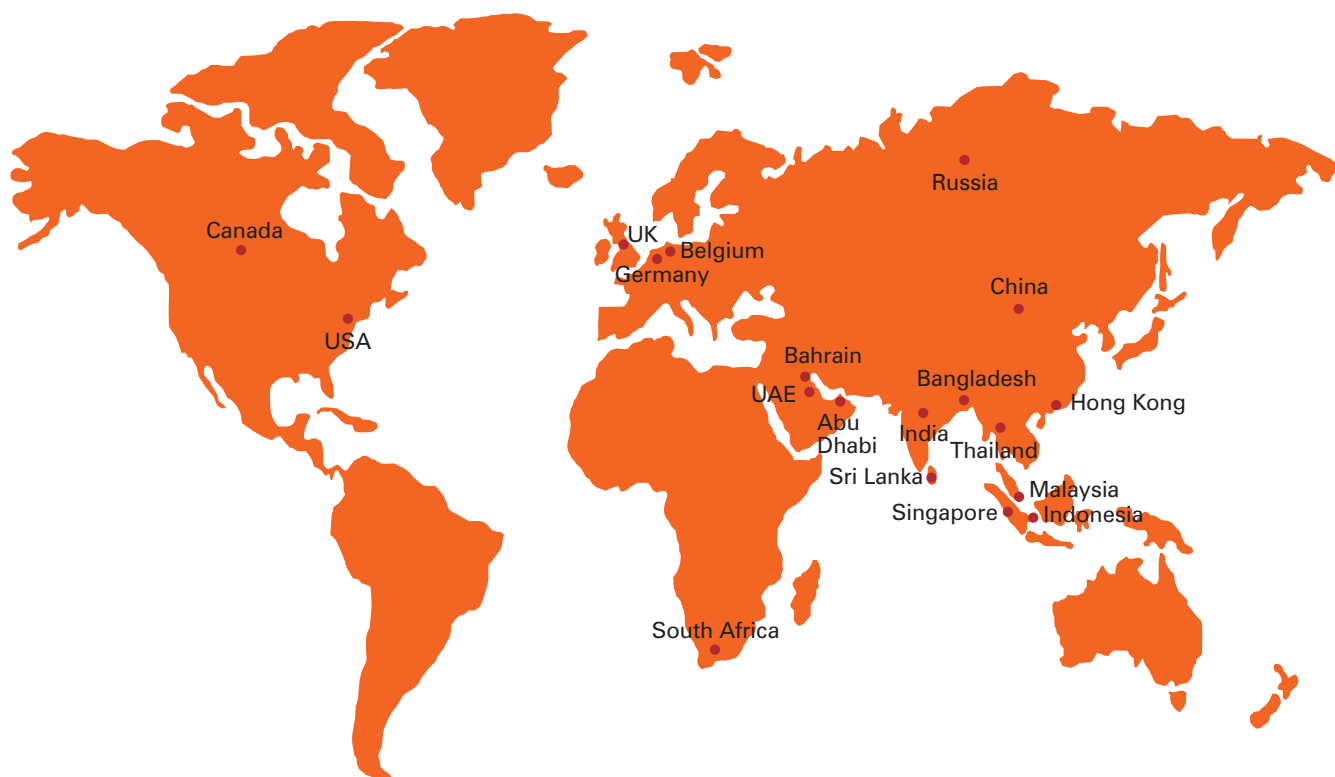 Russia
Canada
UK
Belgium
Germany
China
USA
Bahrain
Bangladesh
UAE
Hong Kong
Abu
Dhabi
India
Thailand
Sri Lanka
Malaysia
Singapore
Indonesia
South Africa